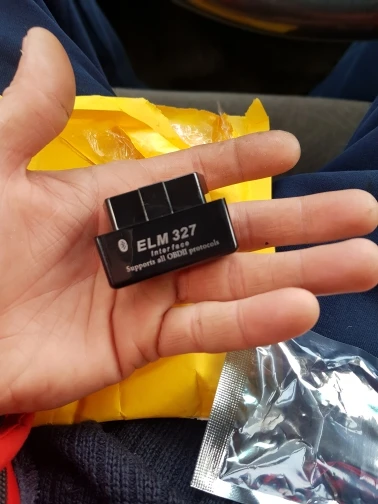 ELM 327
Interface
Supports all OBDII protocols